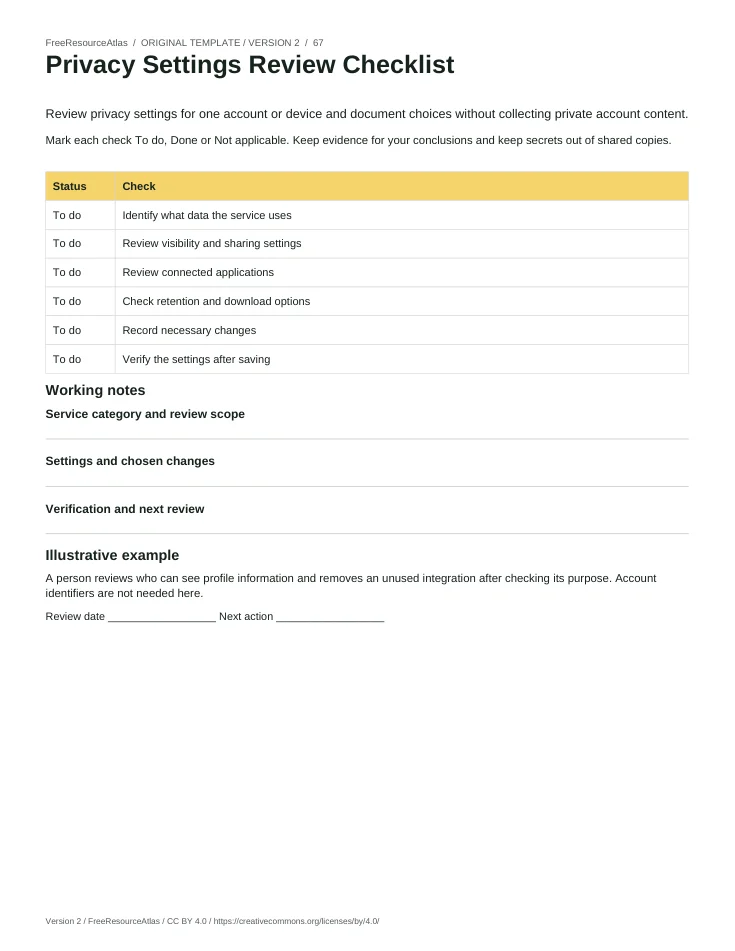 FreeResourceAtlas / ORIGINAL TEMPLATE / VERSION 2 / 67
Privacy Settings Review Checklist
Review privacy settings for one account or device and document choices without collecting private account content.
Mark each check To do, Done or Not applicable. Keep evidence for your conclusions and keep secrets out of shared copies.
Status Check
To do Identify what data the service uses
To do Review visibility and sharing settings
To do Review connected applications
To do Check retention and download options
To do Record necessary changes
To do Verify the settings after saving
Working notes
Service category and review scope
Settings and chosen changes
Verification and next review
Illustrative example
A person reviews who can see profile information and removes an unused integration after checking its purpose. Account
identifiers are not needed here.
Review date __________________ Next action __________________
Version 2 / FreeResourceAtlas / CC BY 4.0 / https://creativecommons.org/licenses/by/4.0/